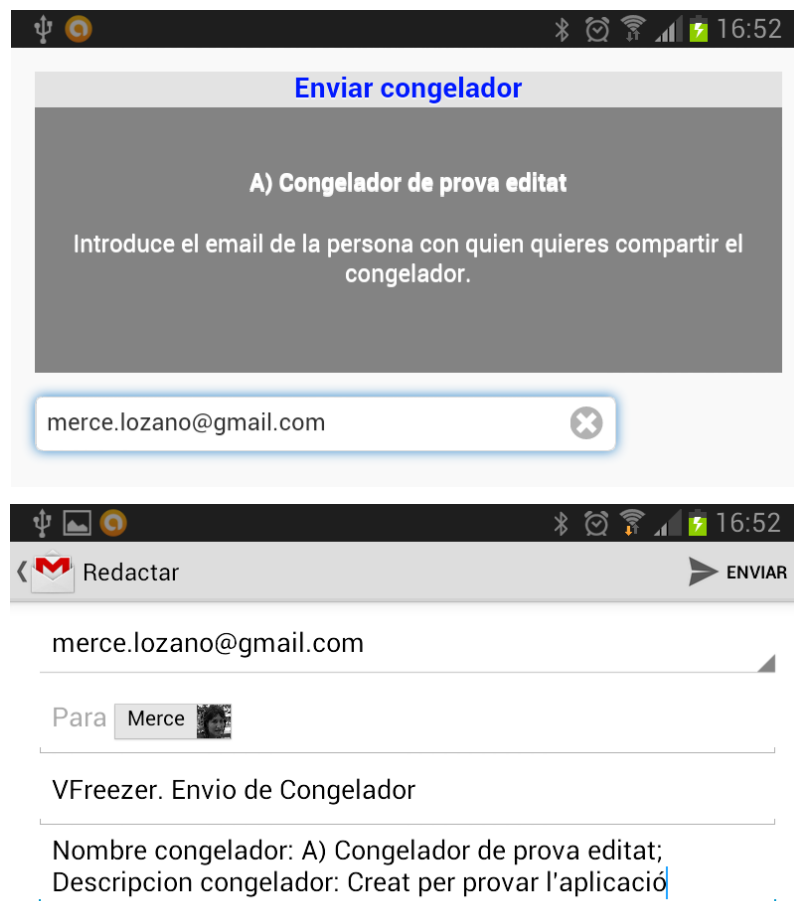 16:52
Enviar congelador
A) Congelador de prova editat
Introduce el email de la persona con quien quieres compartir el
congelador.
merce.lozano@gmail.com
16:52
Redactar
ENVIAR
merce.lozano@gmail.com
Para Merce
VFreezer. Envio de Congelador
Nombre congelador: A) Congelador de prova editat;
Descripcion congelador: Creat per provar l'aplicació